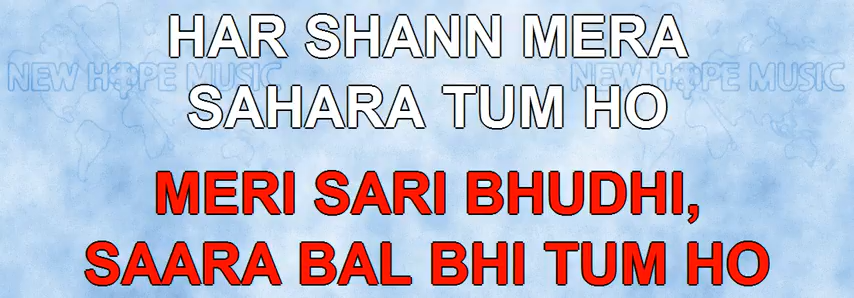 HAR SHANN MERA
NEW HOPE MUSIC NEW HOPE MUSIC
SAHARA TUM HO
MERI SARI BHUDHI,
SAARA BAL BHI TUM HO